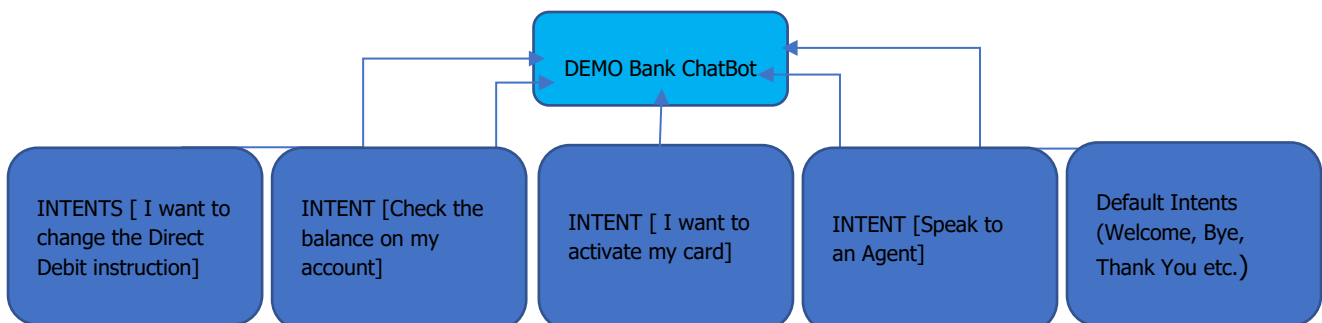 DEMO Bank ChatBot
INTENTS [ I want to
change the Direct
Debit instruction]
INTENT [Check the
balance on my
account]
INTENT [ I want to
activate my card]
INTENT [Speak to
an Agent]
Default Intents
(Welcome, Bye,
Thank You etc.)